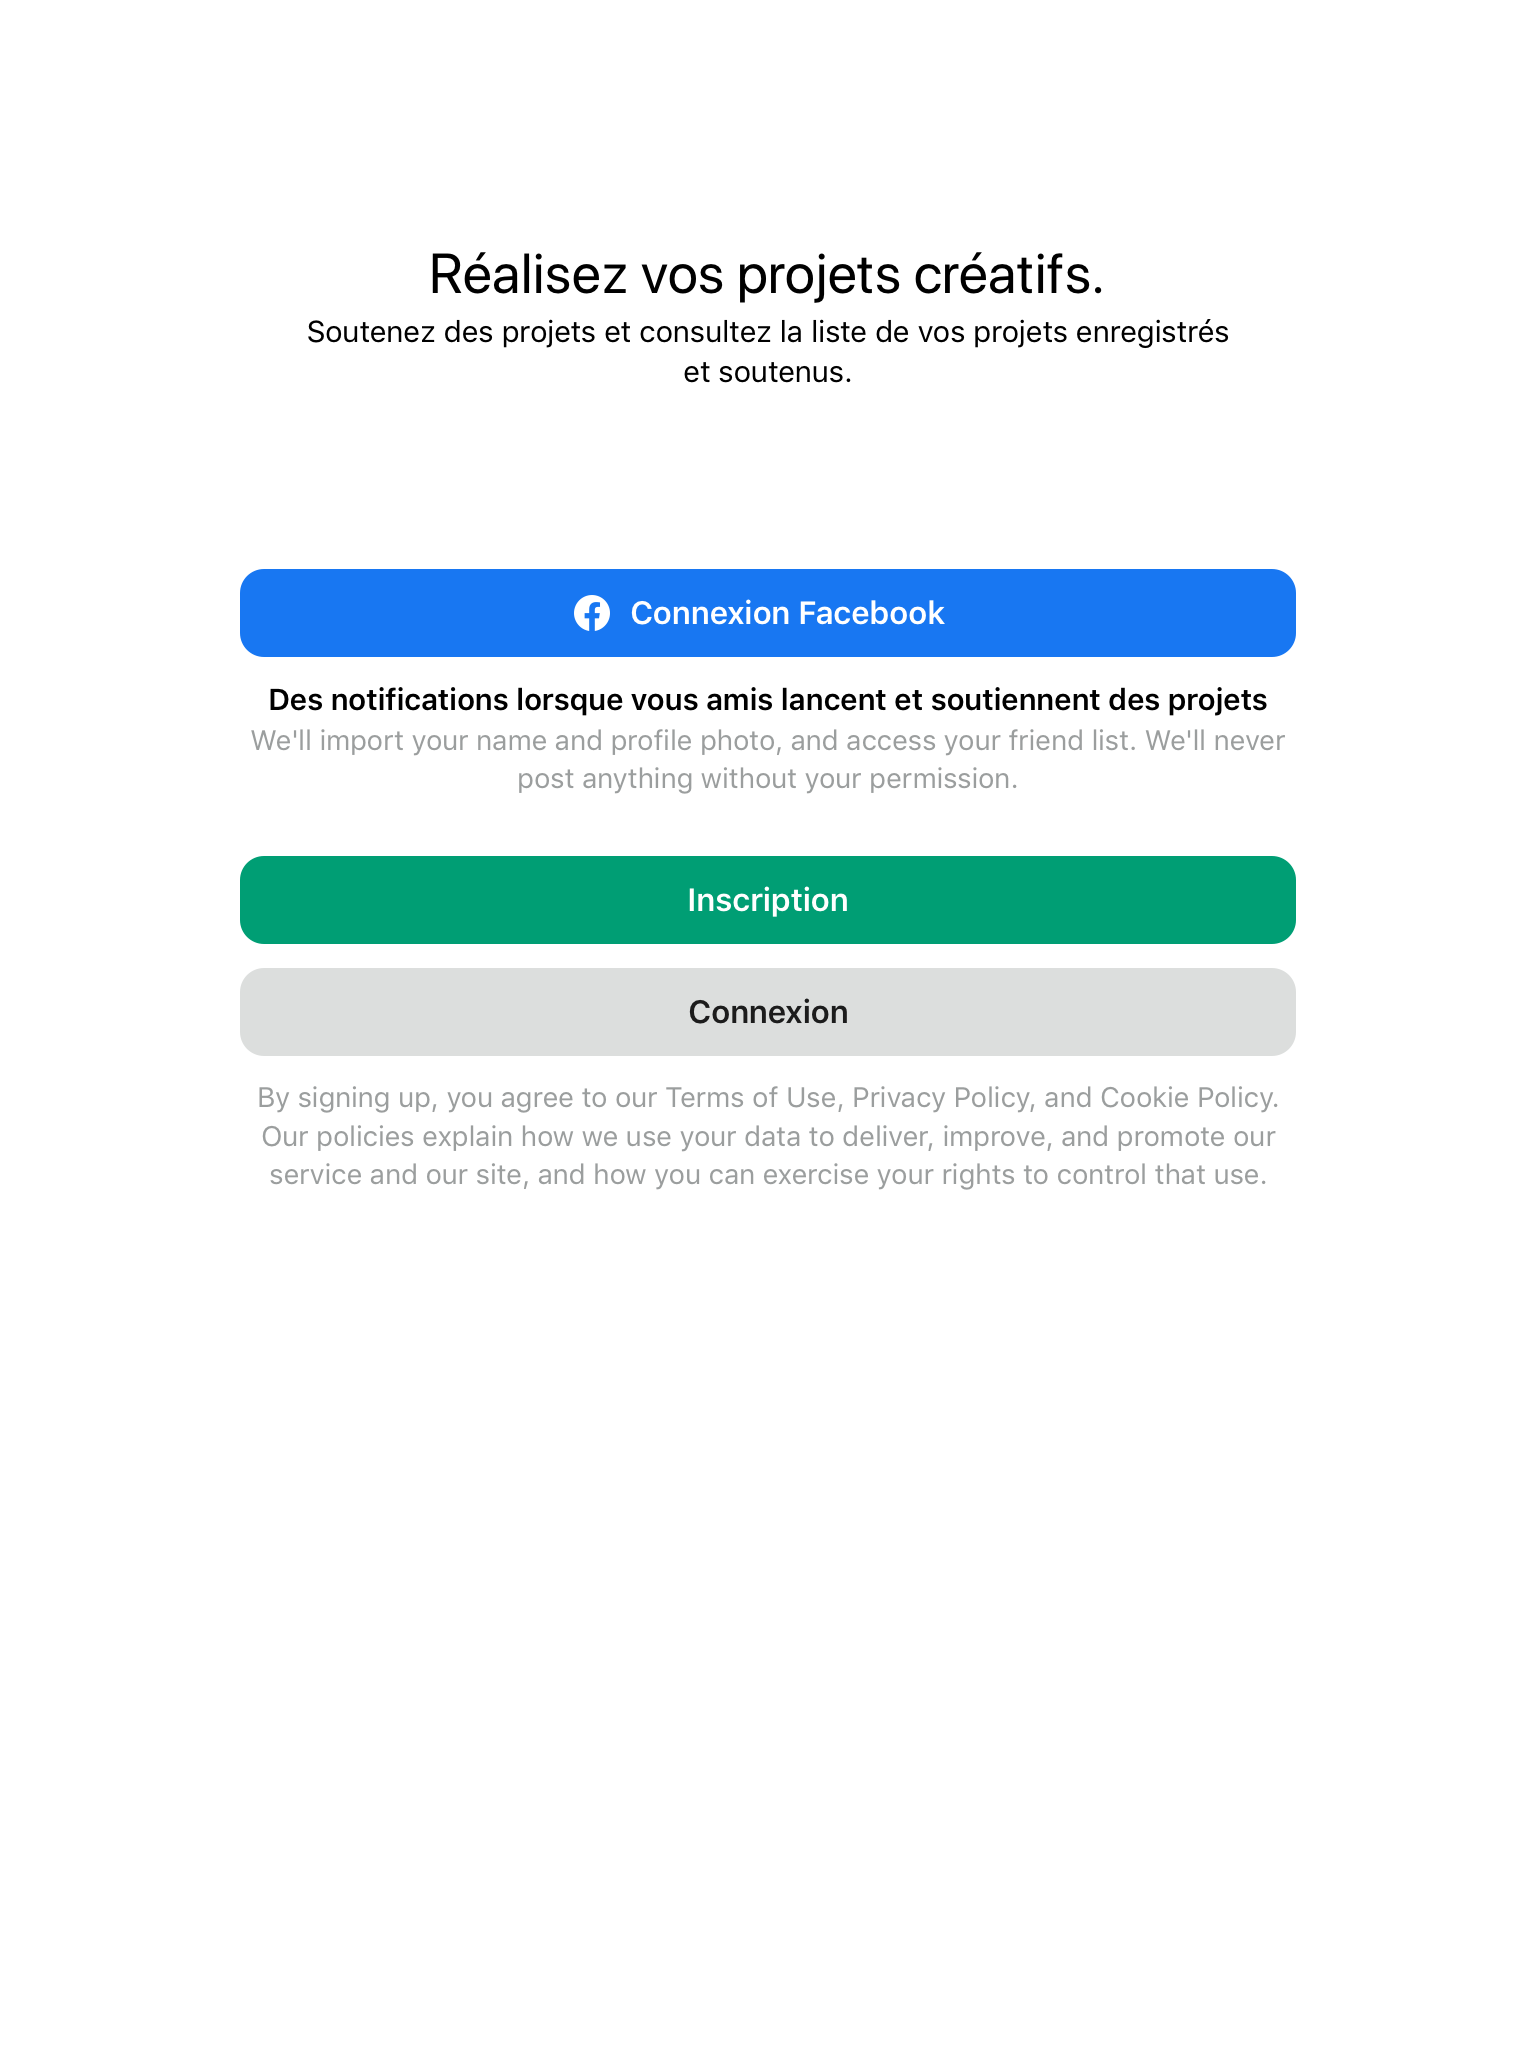 Réalisez vos projets créatifs.
Soutenez des projets et consultez la liste de vos projets enregistrés
et soutenus.
Connexion Facebook
Des notifications lorsque vous amis lancent et soutiennent des projets
We'll import your name and profile photo, and access your friend list. We'll never
post anything without your permission.
Inscription
Connexion
By signing up, you agree to our Terms of Use, Privacy Policy, and Cookie Policy.
Our policies explain how we use your data to deliver, improve, and promote our
service and our site, and how you can exercise your rights to control that use.